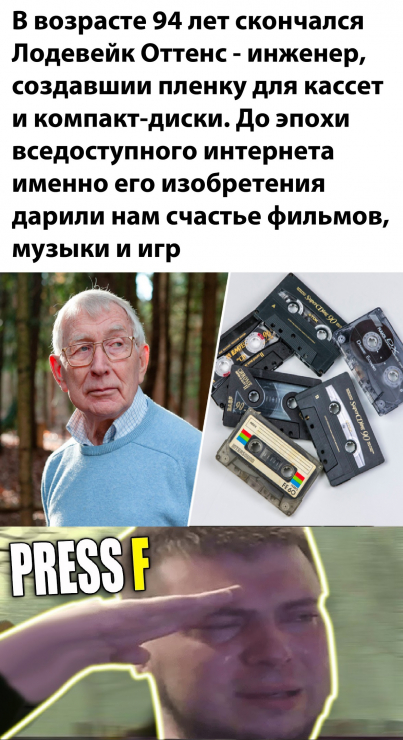 В возрасте 94 лет скончался
Лодевейк Оттенс - инженер,
создавшии пленку для кассет
и компакт-диски. До эпохи
вседоступного интернета
именно его изобретения
дарили нам счастье фильмов,
музыки и игр
PRESS F